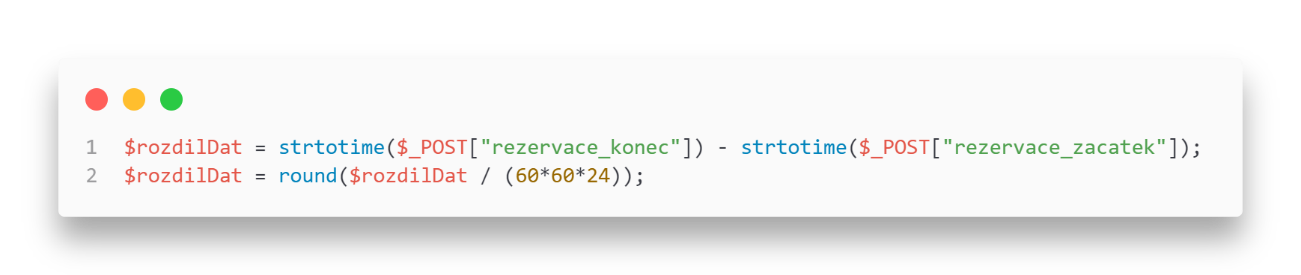 1 $rozdilDat = strtotime($_POST["rezervace_konec"]) - strtotime($_POST["rezervace_zacatek"]);
2 $rozdilDat = round($rozdilDat / (60*60*24));